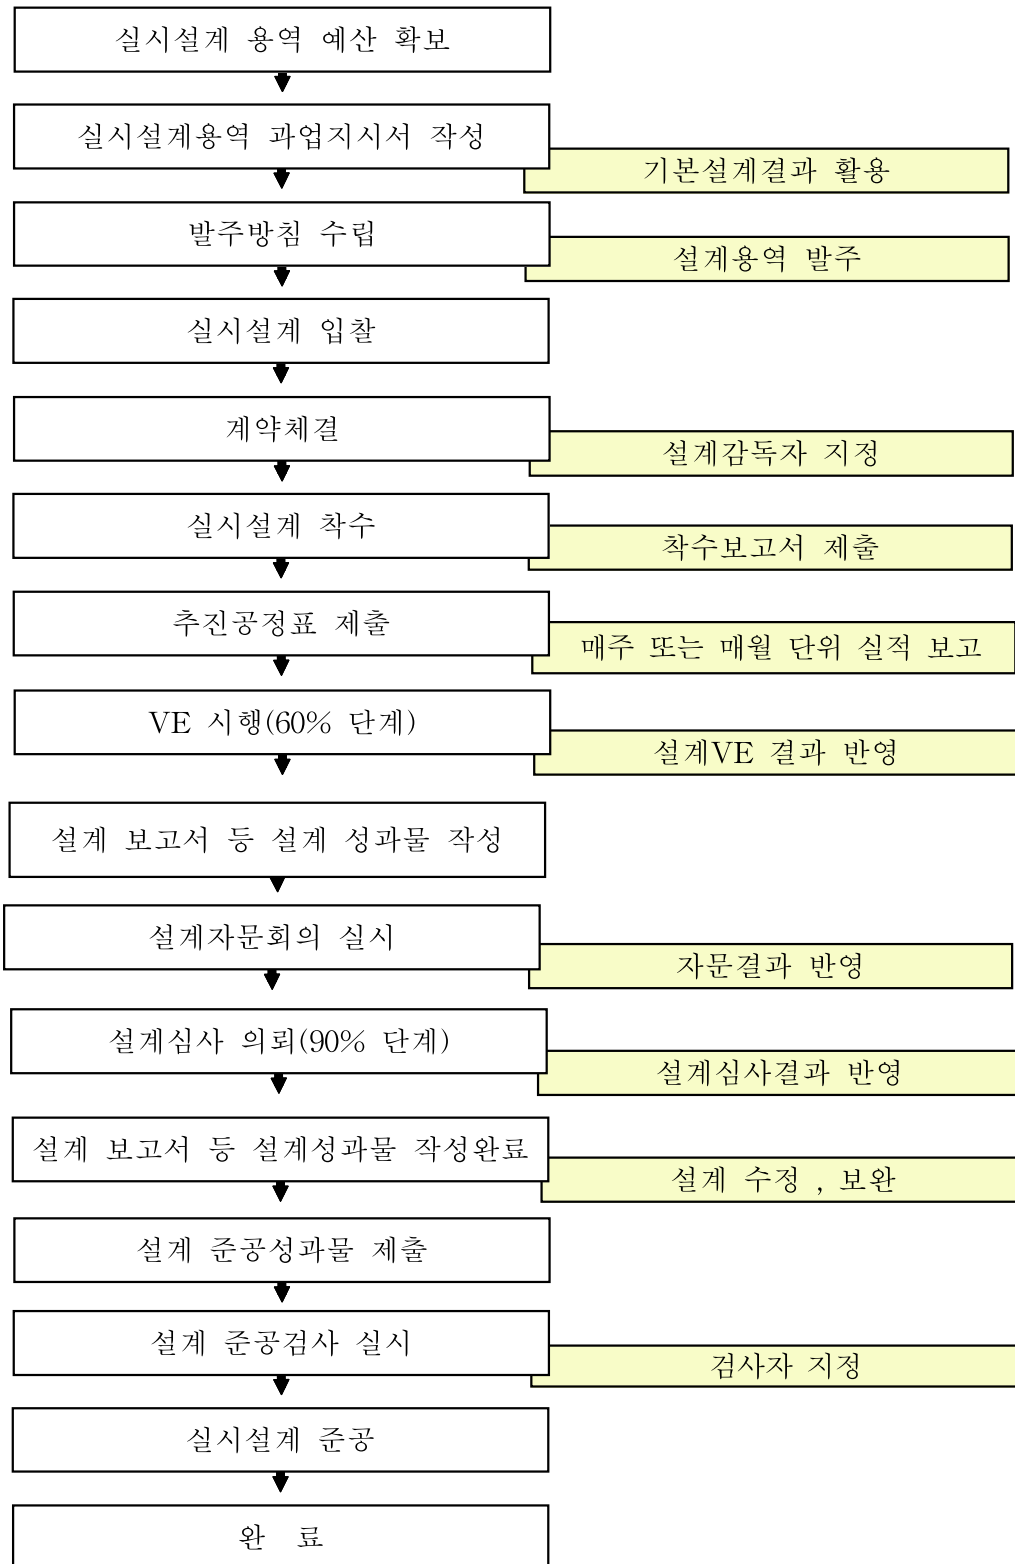 실시설계 용역 예산 확보
실시설계용역 과업지시서 작성
기본설계결과 활용
발주방침 수립
설계용역 발주
실시설계 입찰
계약체결
설계감독자 지정
실시설계 착수
착수보고서 제출
추진공정표 제출
매주 또는 매월 단위 실적 보고
VE 시행(60% 단계)
설계VE 결과 반영
설계 보고서 등 설계 성과물 작성
설계자문회의 실시
자문결과 반영
설계심사 의뢰(90% 단계)
설계심사결과 반영
설계 보고서 등 설계성과물 작성완료
설계 수정 , 보완
설계 준공성과물 제출
설계 준공검사 실시
검사자 지정
실시설계 준공
완 료